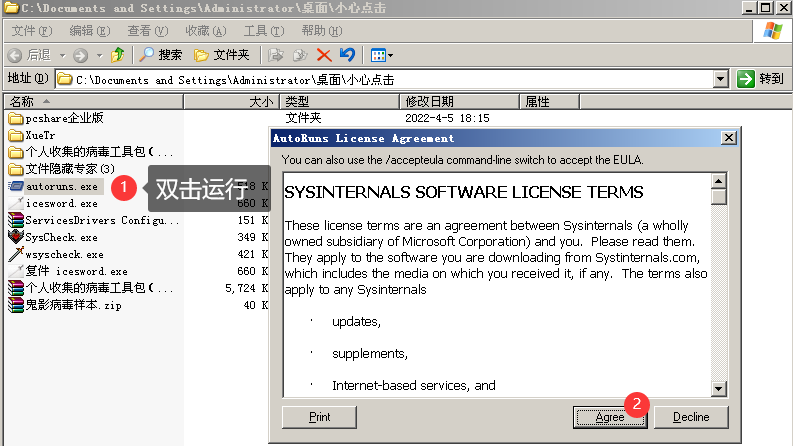 C:\Documents and Settings\Administrator\桌面\小心点击
文件(F) 编辑(E) 查看(V) 收藏(A) 工具(T) 帮助(H)
后退 搜索 文件夹
地址(D) C:\Documents and Settings\Administrator\桌面\小心点击 转到
名称 大小 类型 修改日期 属性
pcshare企业版 文件夹 2022-4-5 18:15
XueTr
个人收集的病毒工具包(...
文件隐藏专家(3)
autoruns.exe 518 K
icesword.exe 660 K
ServicesDrivers Configu... 151 K
SysCheck.exe 349 K
wsyscheck.exe 421 K
复件 icesword.exe 660 K
个人收集的病毒工具包(... 5,724 K
鬼影病毒样本.zip 40 K
1 双击运行
AutoRuns License Agreement
You can also use the /accepteula command-line switch to accept the EULA.
SYSINTERNALS SOFTWARE LICENSE TERMS
These license terms are an agreement between Sysinternals (a wholly
owned subsidiary of Microsoft Corporation) and you. Please read them.
They apply to the software you are downloading from Systinternals.com,
which includes the media on which you received it, if any. The terms also
apply to any Sysinternals
· updates,
· supplements,
· Internet-based services, and
Print Agree 2 Decline